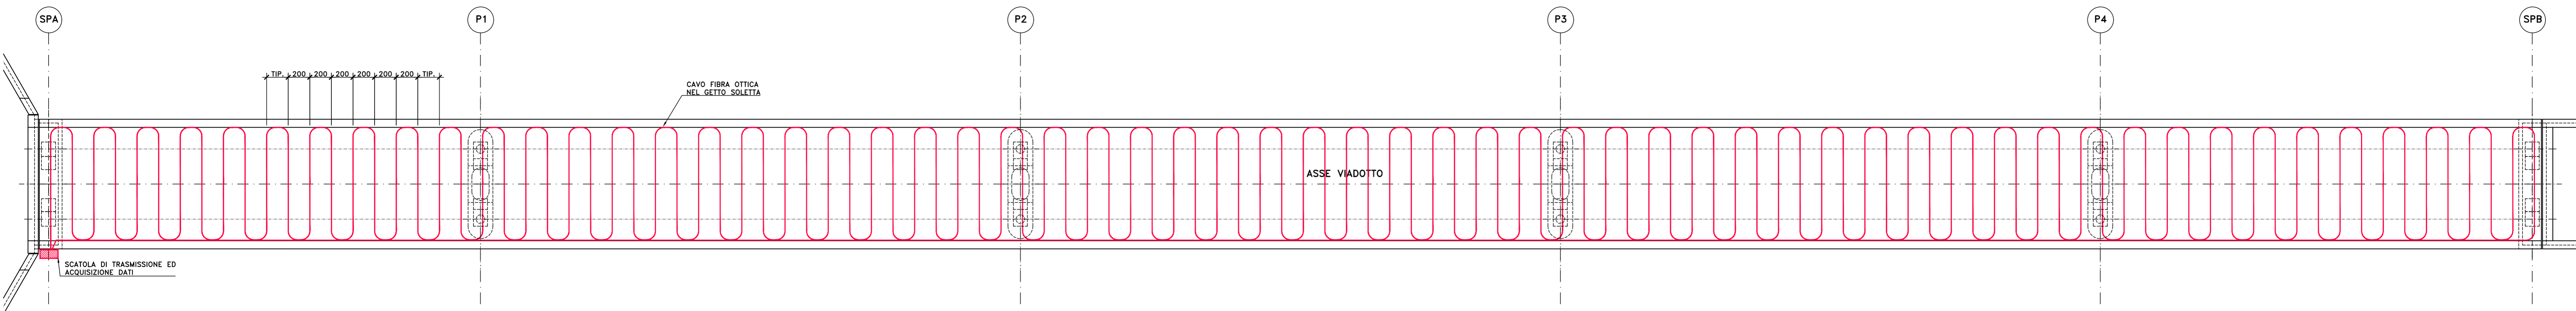 SPA P1 P2 P3 P4 SPB
TIP. 200 200 200 200 200 200 TIP.
CAVO FIBRA OTTICA
NEL GETTO SOLETTA
ASSE VIADOTTO
SCATOLA DI TRASMISSIONE ED
ACQUISIZIONE DATI